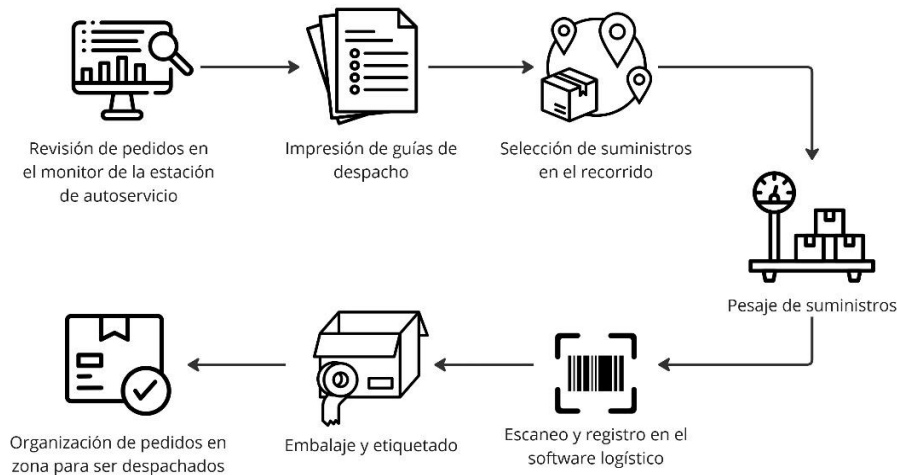 Revisión de pedidos en
el monitor de la estación
de autoservicio
Impresión de guías de
despacho
Selección de suministros
en el recorrido
Pesaje de suministros
Escaneo y registro en el
software logístico
Embalaje y etiquetado
Organización de pedidos en
zona para ser despachados